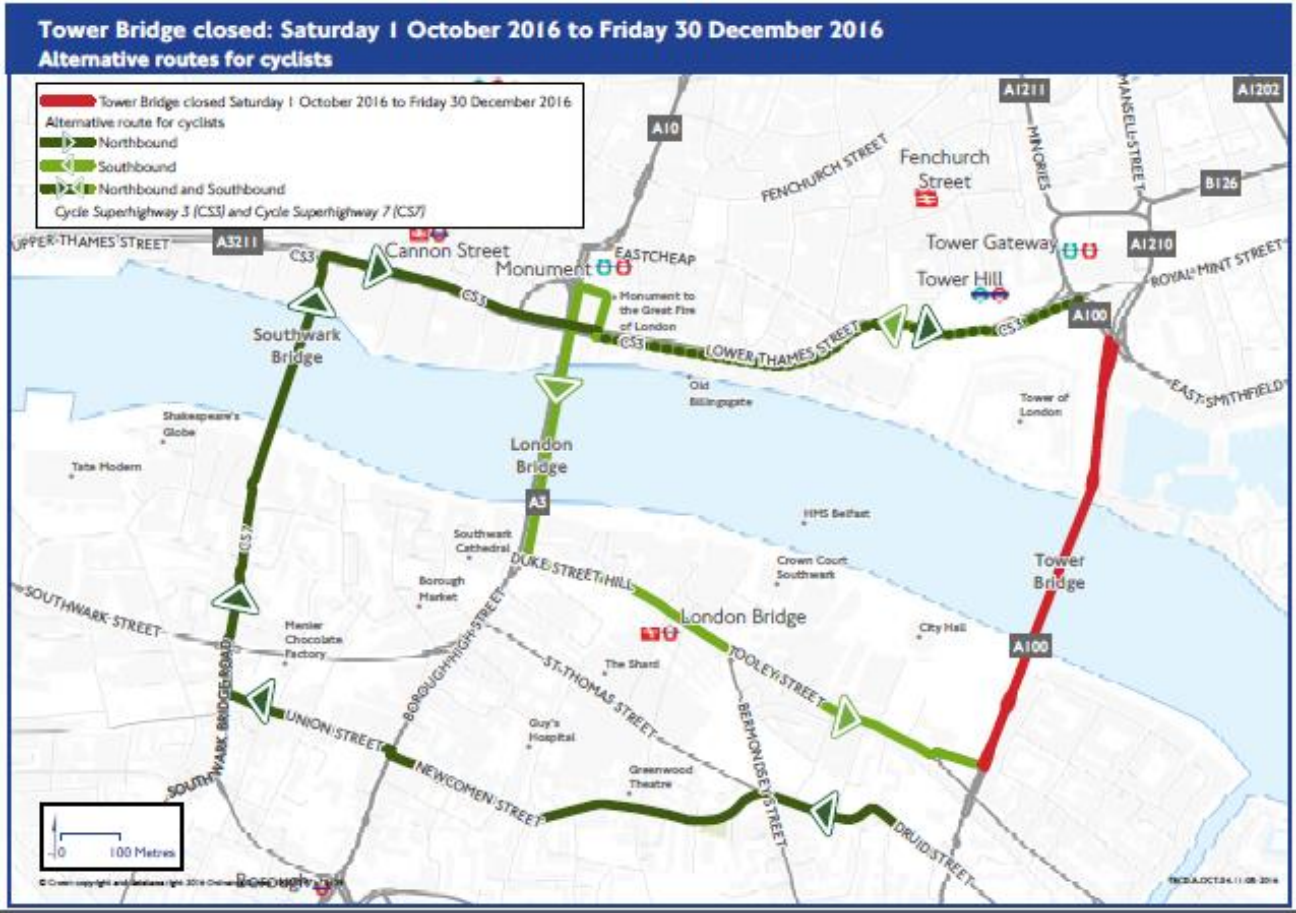 Tower Bridge closed: Saturday 1 October 2016 to Friday 30 December 2016
Alternative routes for cyclists
Tower Bridge closed Saturday 1 October 2016 to Friday 30 December 2016
Alternative route for cyclists
Northbound
Southbound
Northbound and Southbound
Cycle Superhighway 3 (CS3) and Cycle Superhighway 7 (CS7)
A10
A1211
MANSELL STREET
A1202
MINORIES
FENCHURCH STREET
Fenchurch
Street
B126
UPPER THAMES STREET
A3211
CS3
Cannon Street
Monument
EASTCHEAP
Tower Gateway
A1210
ROYAL MINT STREET
Tower Hill
CS3
Monument to
the Great Fire
of London
CS3
LOWER THAMES STREET
CS3
A100
Southwark
Bridge
Old
Billingsgate
EAST SMITHFIELD
Tower of
London
Shakespeare's
Globe
Tate Modern
London
Bridge
A3
HMS Belfast
CS7
Southwark
Cathedral
DUKE STREET HILL
Crown Court
Southwark
Tower
Bridge
Borough
Market
SOUTHWARK STREET
London Bridge
City Hall
A100
Menier
Chocolate
Factory
BOROUGH HIGH STREET
ST THOMAS STREET
The Shard
TOOLEY STREET
SOUTHWARK BRIDGE ROAD
UNION STREET
Guy's
Hospital
BERMONDSEY STREET
NEWCOMEN STREET
Greenwood
Theatre
DRUID STREET
0 100 Metres
Borough